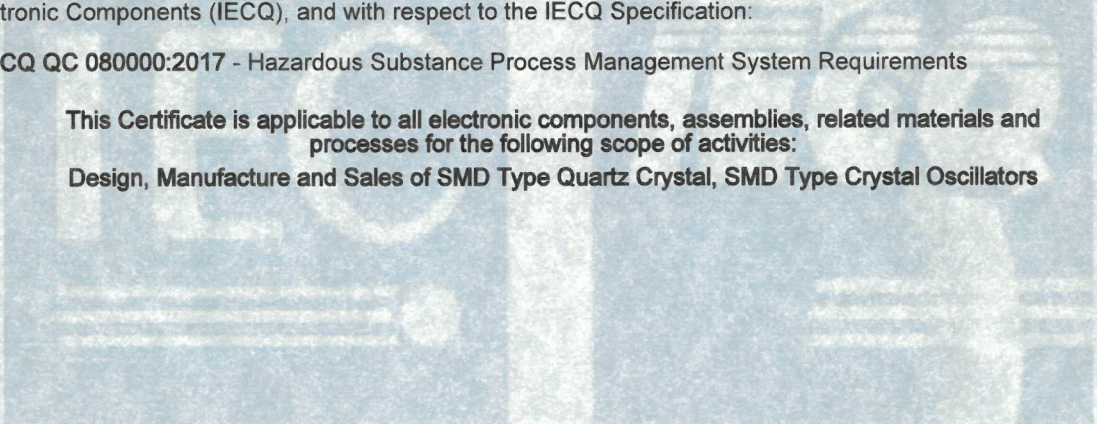 tronic Components (IECQ), and with respect to the IECQ Specification:
CQ QC 080000:2017 - Hazardous Substance Process Management System Requirements
This Certificate is applicable to all electronic components, assemblies, related materials and
processes for the following scope of activities:
Design, Manufacture and Sales of SMD Type Quartz Crystal, SMD Type Crystal Oscillators
IEC IECQ